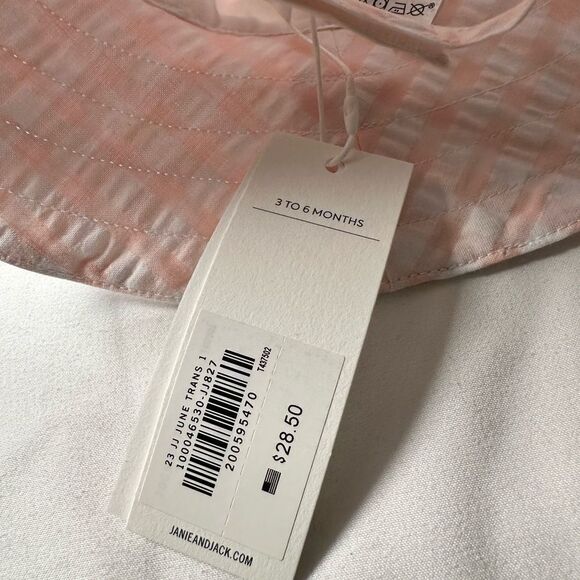 3 TO 6 MONTHS
23 JJ JUNE TRANS 1
100046530-JJ827
200595470
T437502
$28.50
JANIEANDJACK.COM